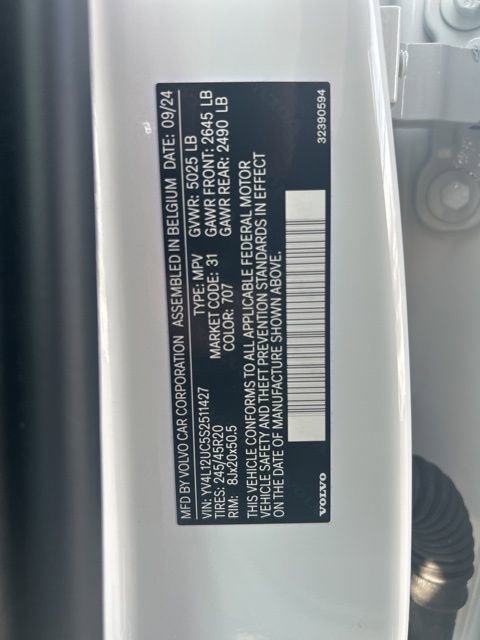 MFD BY VOLVO CAR CORPORATION ASSEMBLED IN BELGIUM DATE: 09/24
VIN: YV4L12UC5S2511427 TYPE: MPV GVWR: 5025 LB
TIRES: 245/45R20 MARKET CODE: 31 GAWR FRONT: 2645 LB
RIM: 8Jx20x50.5 COLOR: 707 GAWR REAR: 2490 LB
THIS VEHICLE CONFORMS TO ALL APPLICABLE FEDERAL MOTOR
VEHICLE SAFETY AND THEFT PREVENTION STANDARDS IN EFFECT
ON THE DATE OF MANUFACTURE SHOWN ABOVE.
VOLVO 32390594